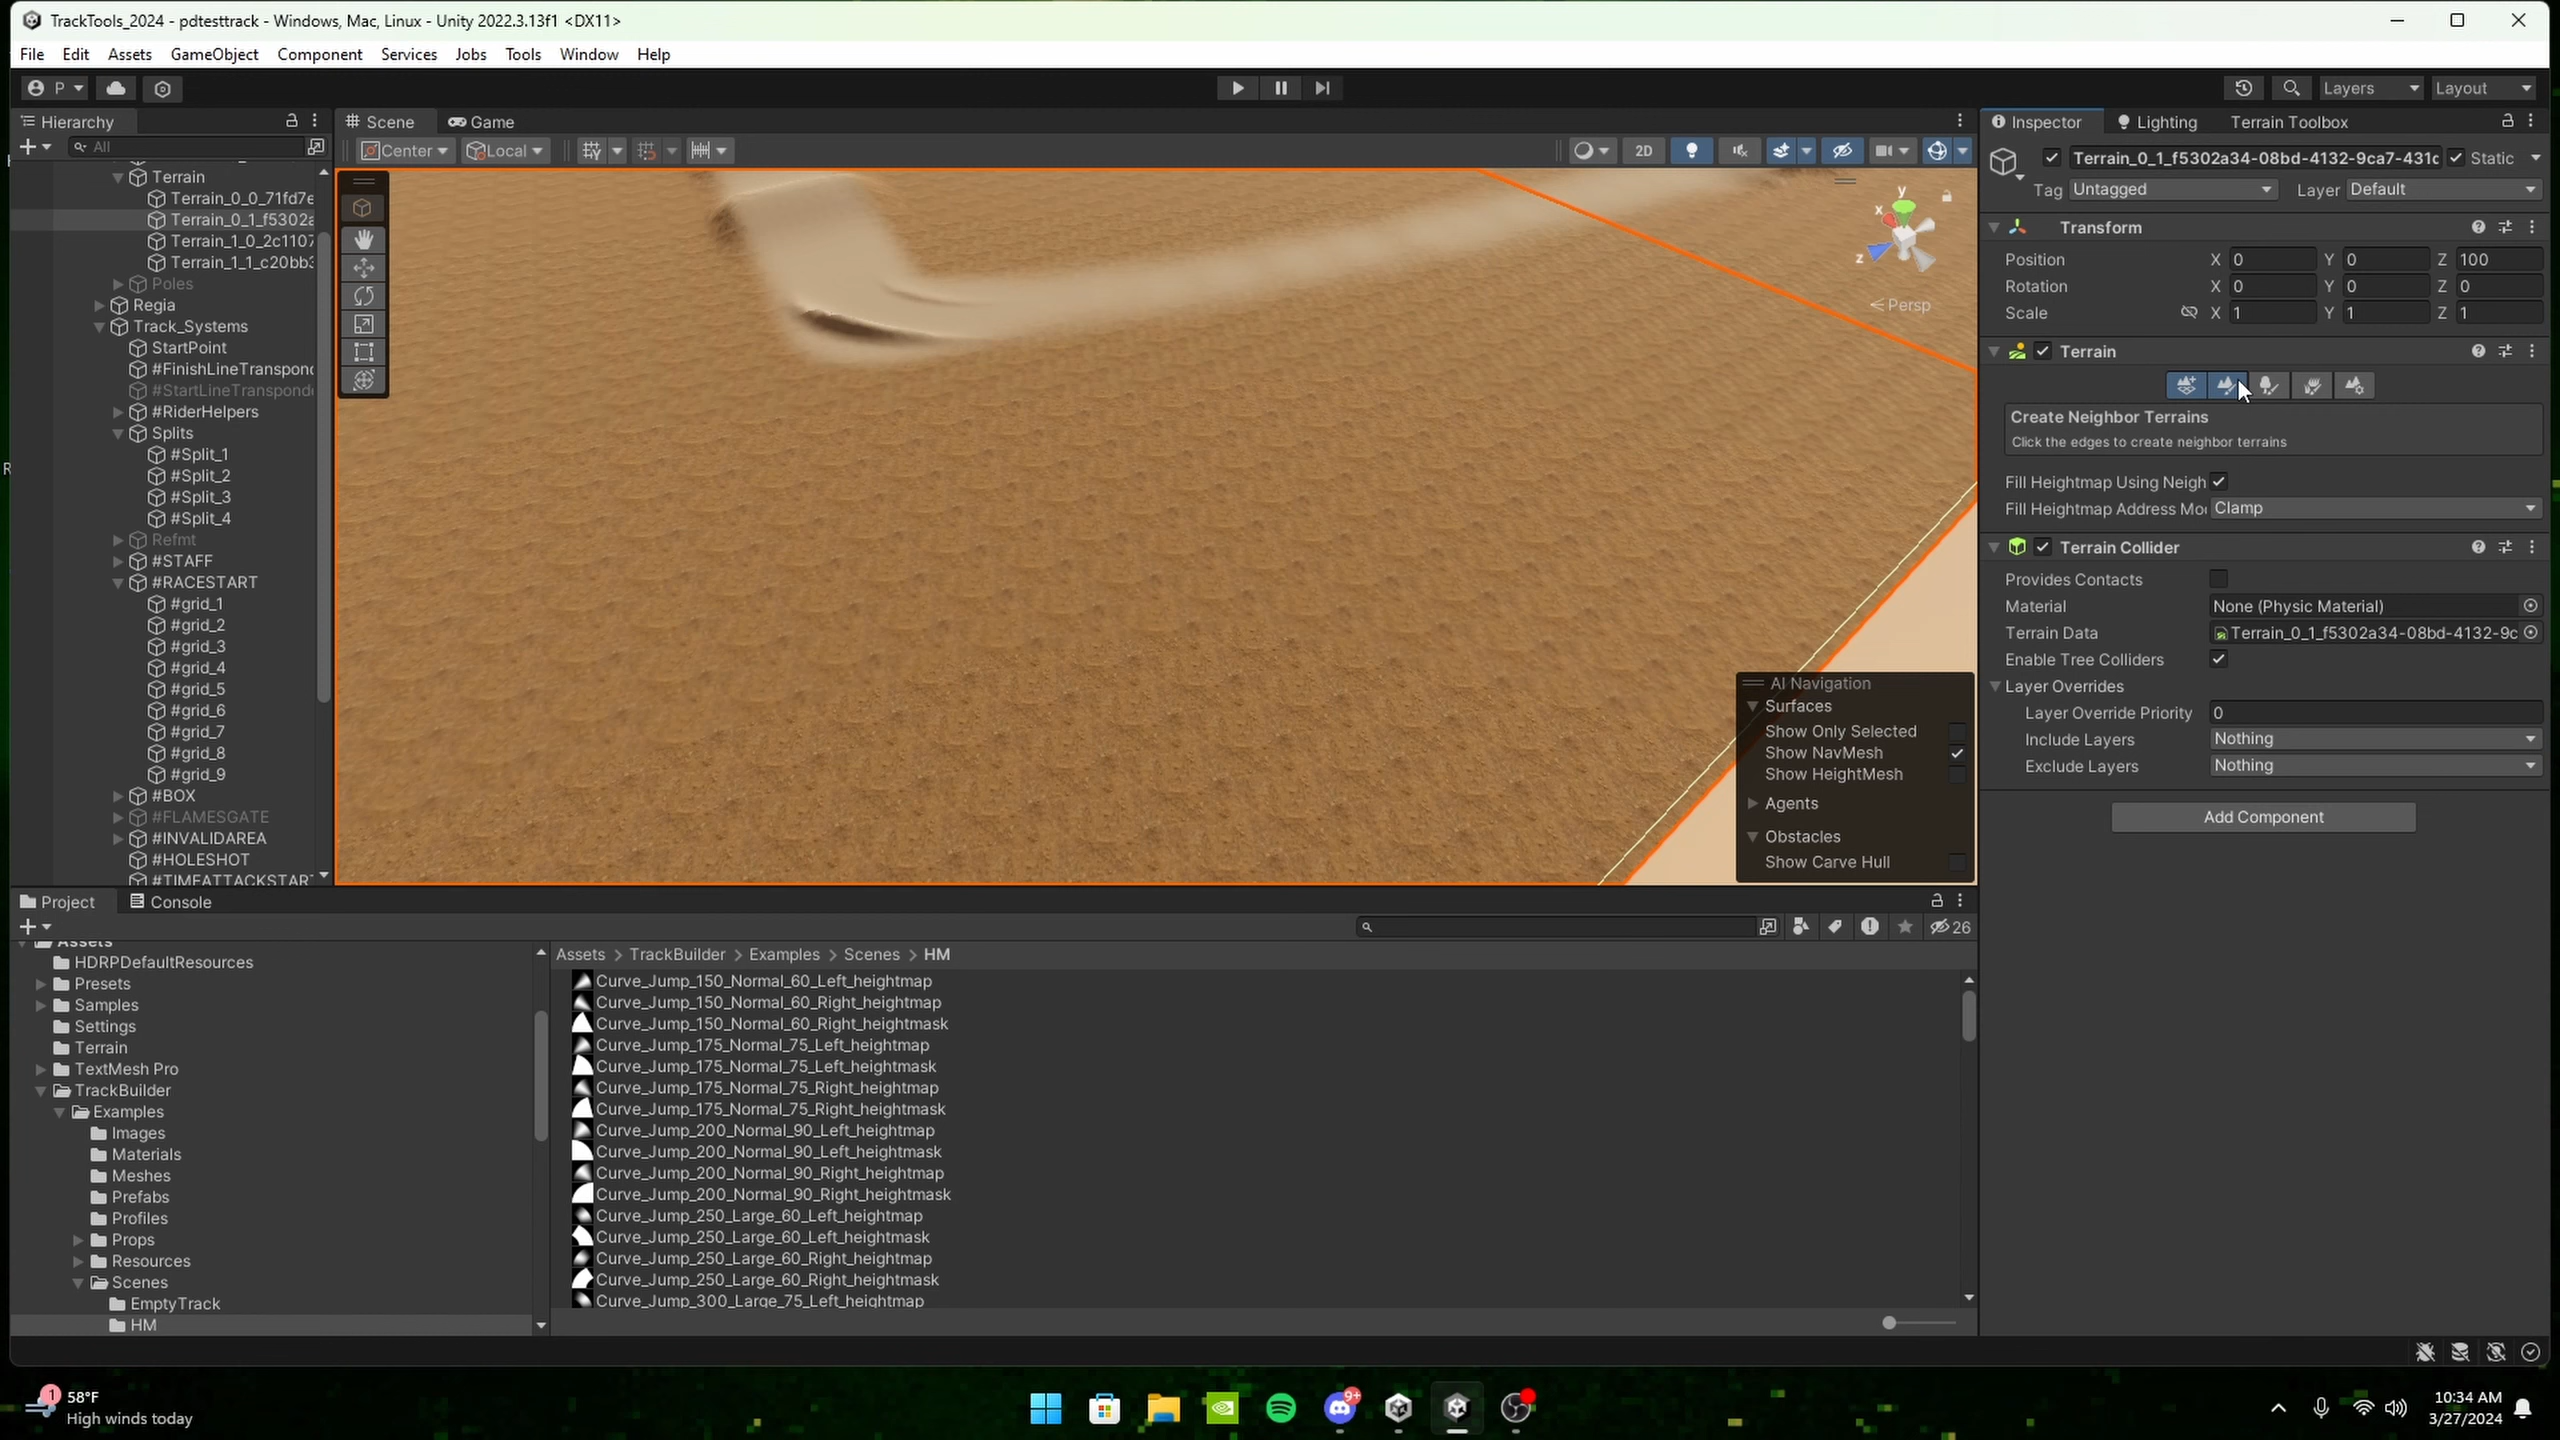 TrackTools_2024 - pdtesttrack - Windows, Mac, Linux - Unity 2022.3.13f1 <DX11>
File Edit Assets GameObject Component Services Jobs Tools Window Help
P Layers Layout
Hierarchy
All
Terrain
Terrain_0_0_71fd7e
Terrain_0_1_f5302a
Terrain_1_0_2c1107
Terrain_1_1_c20bb3
Poles
Regia
Track_Systems
StartPoint
#FinishLineTranspond
#StartLineTransponde
#RiderHelpers
Splits
#Split_1
#Split_2
#Split_3
#Split_4
Refmt
#STAFF
#RACESTART
#grid_1
#grid_2
#grid_3
#grid_4
#grid_5
#grid_6
#grid_7
#grid_8
#grid_9
#BOX
#FLAMESGATE
#INVALIDAREA
#HOLESHOT
#TIMEATTACKSTART
Scene Game
Center Local 2D
y
x
z
Persp
AI Navigation
Surfaces
Show Only Selected
Show NavMesh
Show HeightMesh
Agents
Obstacles
Show Carve Hull
Inspector Lighting Terrain Toolbox
Terrain_0_1_f5302a34-08bd-4132-9ca7-431c Static
Tag Untagged Layer Default
Transform
Position X 0 Y 0 Z 100
Rotation X 0 Y 0 Z 0
Scale X 1 Y 1 Z 1
Terrain
Create Neighbor Terrains
Click the edges to create neighbor terrains
Fill Heightmap Using Neigh
Fill Heightmap Address Mo Clamp
Terrain Collider
Provides Contacts
Material None (Physic Material)
Terrain Data Terrain_0_1_f5302a34-08bd-4132-9c
Enable Tree Colliders
Layer Overrides
Layer Override Priority 0
Include Layers Nothing
Exclude Layers Nothing
Add Component
Project Console
26
Assets
HDRPDefaultResources
Presets
Samples
Settings
Terrain
TextMesh Pro
TrackBuilder
Examples
Images
Materials
Meshes
Prefabs
Profiles
Props
Resources
Scenes
EmptyTrack
HM
Assets > TrackBuilder > Examples > Scenes > HM
Curve_Jump_150_Normal_60_Left_heightmap
Curve_Jump_150_Normal_60_Right_heightmap
Curve_Jump_150_Normal_60_Right_heightmask
Curve_Jump_175_Normal_75_Left_heightmap
Curve_Jump_175_Normal_75_Left_heightmask
Curve_Jump_175_Normal_75_Right_heightmap
Curve_Jump_175_Normal_75_Right_heightmask
Curve_Jump_200_Normal_90_Left_heightmap
Curve_Jump_200_Normal_90_Left_heightmask
Curve_Jump_200_Normal_90_Right_heightmap
Curve_Jump_200_Normal_90_Right_heightmask
Curve_Jump_250_Large_60_Left_heightmap
Curve_Jump_250_Large_60_Left_heightmask
Curve_Jump_250_Large_60_Right_heightmap
Curve_Jump_250_Large_60_Right_heightmask
Curve_Jump_300_Large_75_Left_heightmap
1
58°F
High winds today
9+
10:34 AM
3/27/2024